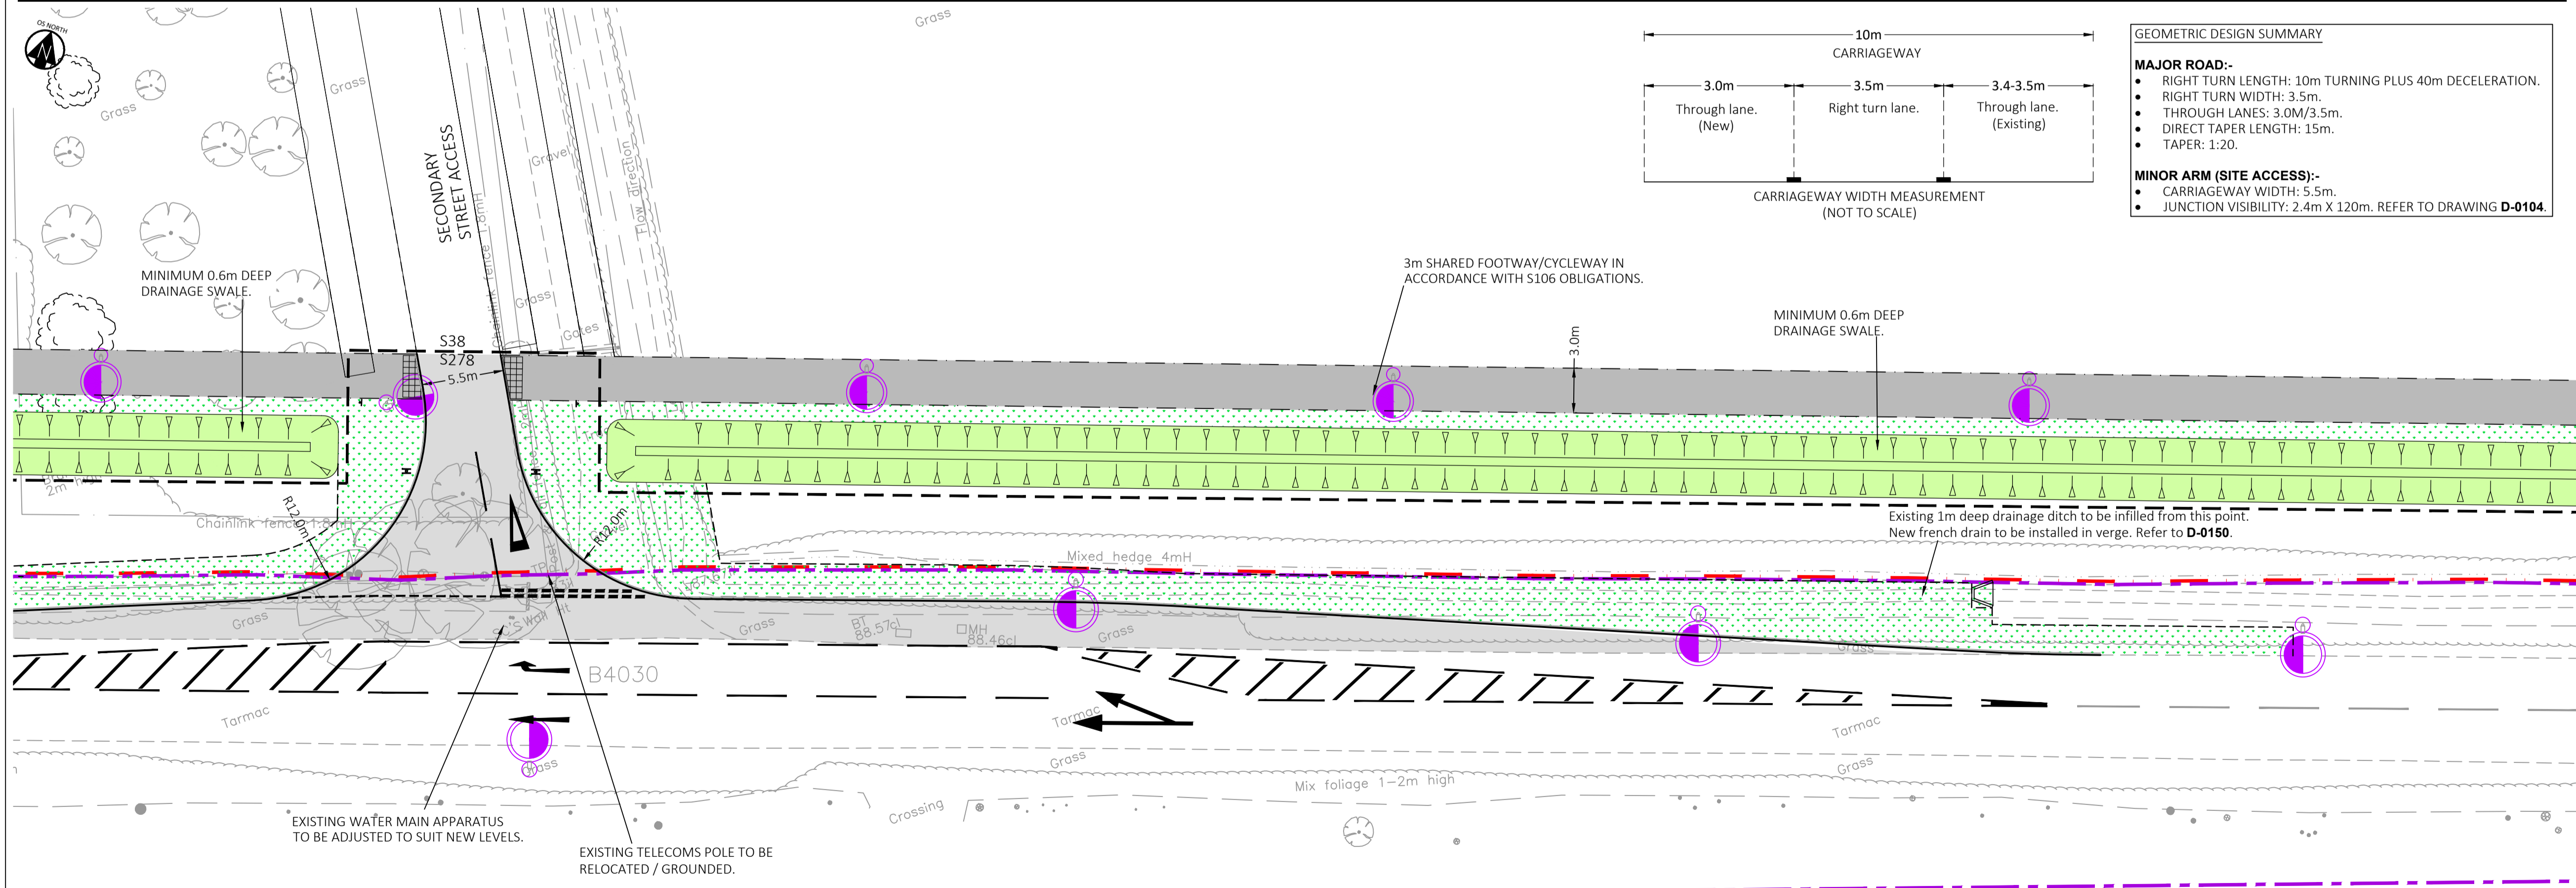 OS NORTH
N
Grass
Grass
Grass
SECONDARY
STREET ACCESS
Gravel
Flow direction
Chainlink fence 1.8mH
Grass
Gates
10m
CARRIAGEWAY
3.0m
3.5m
3.4-3.5m
Through lane.
(New)
Right turn lane.
Through lane.
(Existing)
CARRIAGEWAY WIDTH MEASUREMENT
(NOT TO SCALE)
GEOMETRIC DESIGN SUMMARY
MAJOR ROAD:-
• RIGHT TURN LENGTH: 10m TURNING PLUS 40m DECELERATION.
• RIGHT TURN WIDTH: 3.5m.
• THROUGH LANES: 3.0M/3.5m.
• DIRECT TAPER LENGTH: 15m.
• TAPER: 1:20.
MINOR ARM (SITE ACCESS):-
• CARRIAGEWAY WIDTH: 5.5m.
• JUNCTION VISIBILITY: 2.4m X 120m. REFER TO DRAWING D-0104.
MINIMUM 0.6m DEEP
DRAINAGE SWALE.
3m SHARED FOOTWAY/CYCLEWAY IN
ACCORDANCE WITH S106 OBLIGATIONS.
MINIMUM 0.6m DEEP
DRAINAGE SWALE.
S38
S278
5.5m
3.0m
2m high
Chainlink fence 1.8mH
R12.0m
R12.0m
Existing 1m deep drainage ditch to be infilled from this point.
New french drain to be installed in verge. Refer to D-0150.
Mixed hedge 4mH
Grass
Grass
BT
88.57cl
MH
88.46cl
Grass
Grass
B4030
Tarmac
Tarmac
Tarmac
Grass
Grass
Grass
Mix foliage 1-2m high
Crossing
EXISTING WATER MAIN APPARATUS
TO BE ADJUSTED TO SUIT NEW LEVELS.
EXISTING TELECOMS POLE TO BE
RELOCATED / GROUNDED.